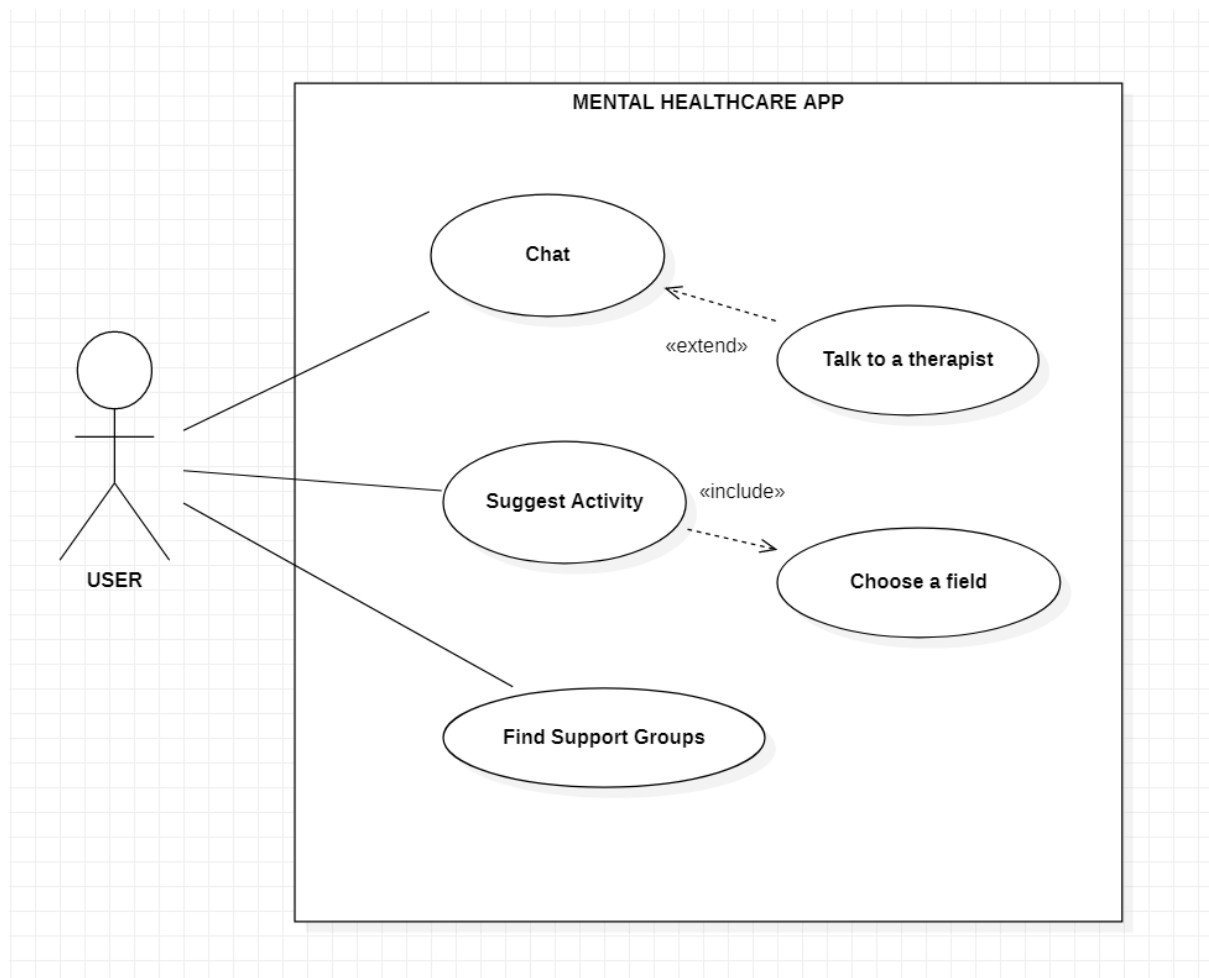 MENTAL HEALTHCARE APP
Chat
«extend»
Talk to a therapist
Suggest Activity
«include»
Choose a field
USER
Find Support Groups